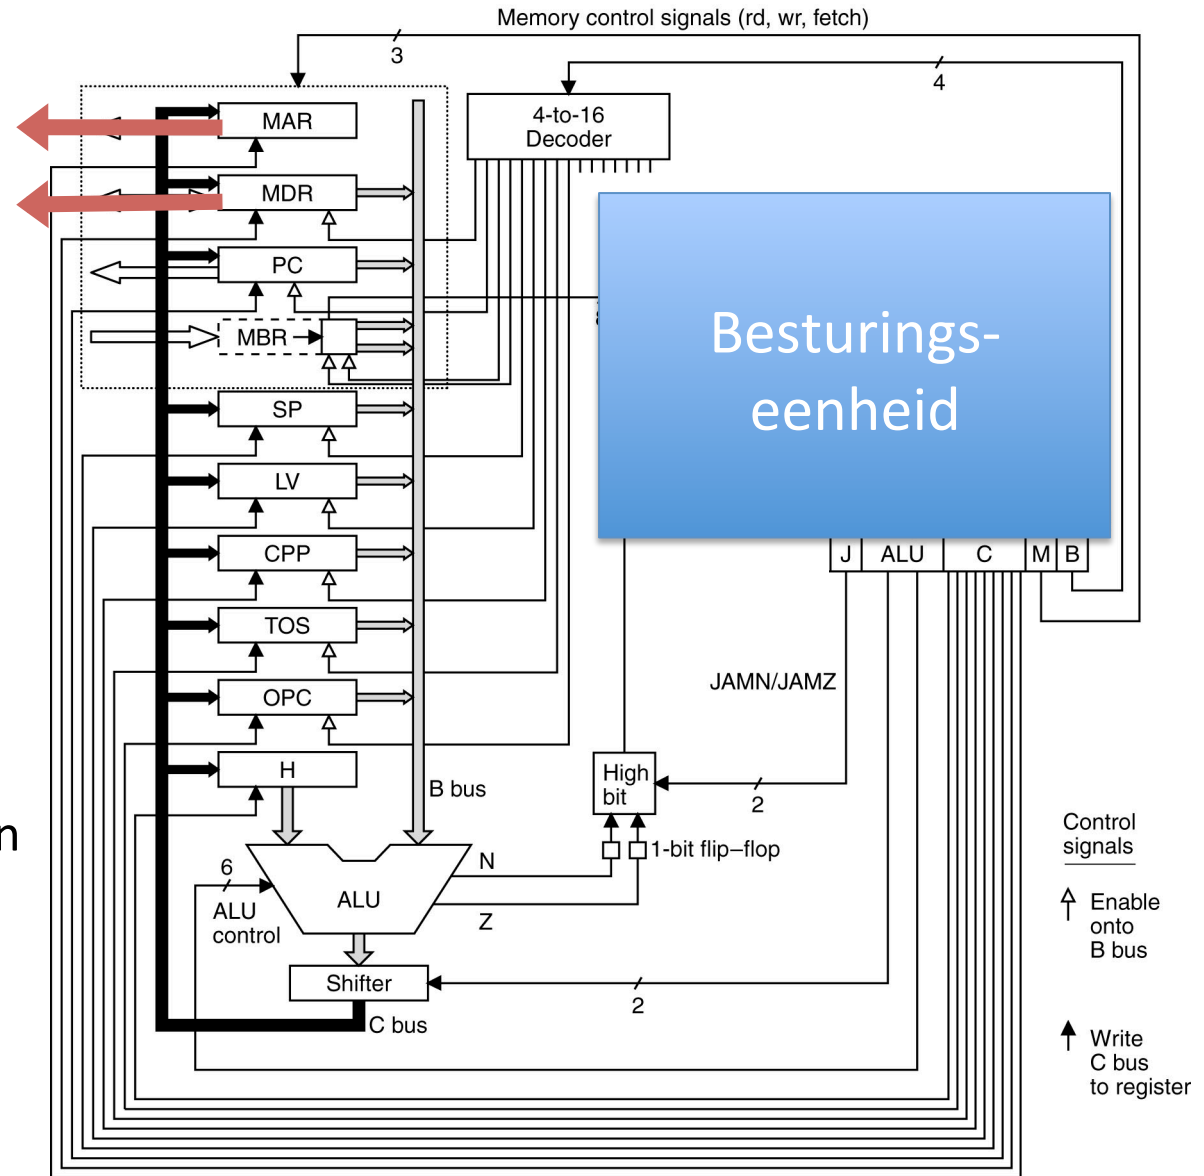 Memory control signals (rd, wr, fetch)
3
4
4-to-16
Decoder
MAR
MDR
PC
MBR
SP
LV
CPP
TOS
OPC
H
Besturings-
eenheid
J
ALU
C
M
B
JAMN/JAMZ
High
bit
2
B bus
1-bit flip–flop
N
Z
6
ALU
control
ALU
Shifter
2
C bus
n
Control
signals
Enable
onto
B bus
Write
C bus
to register